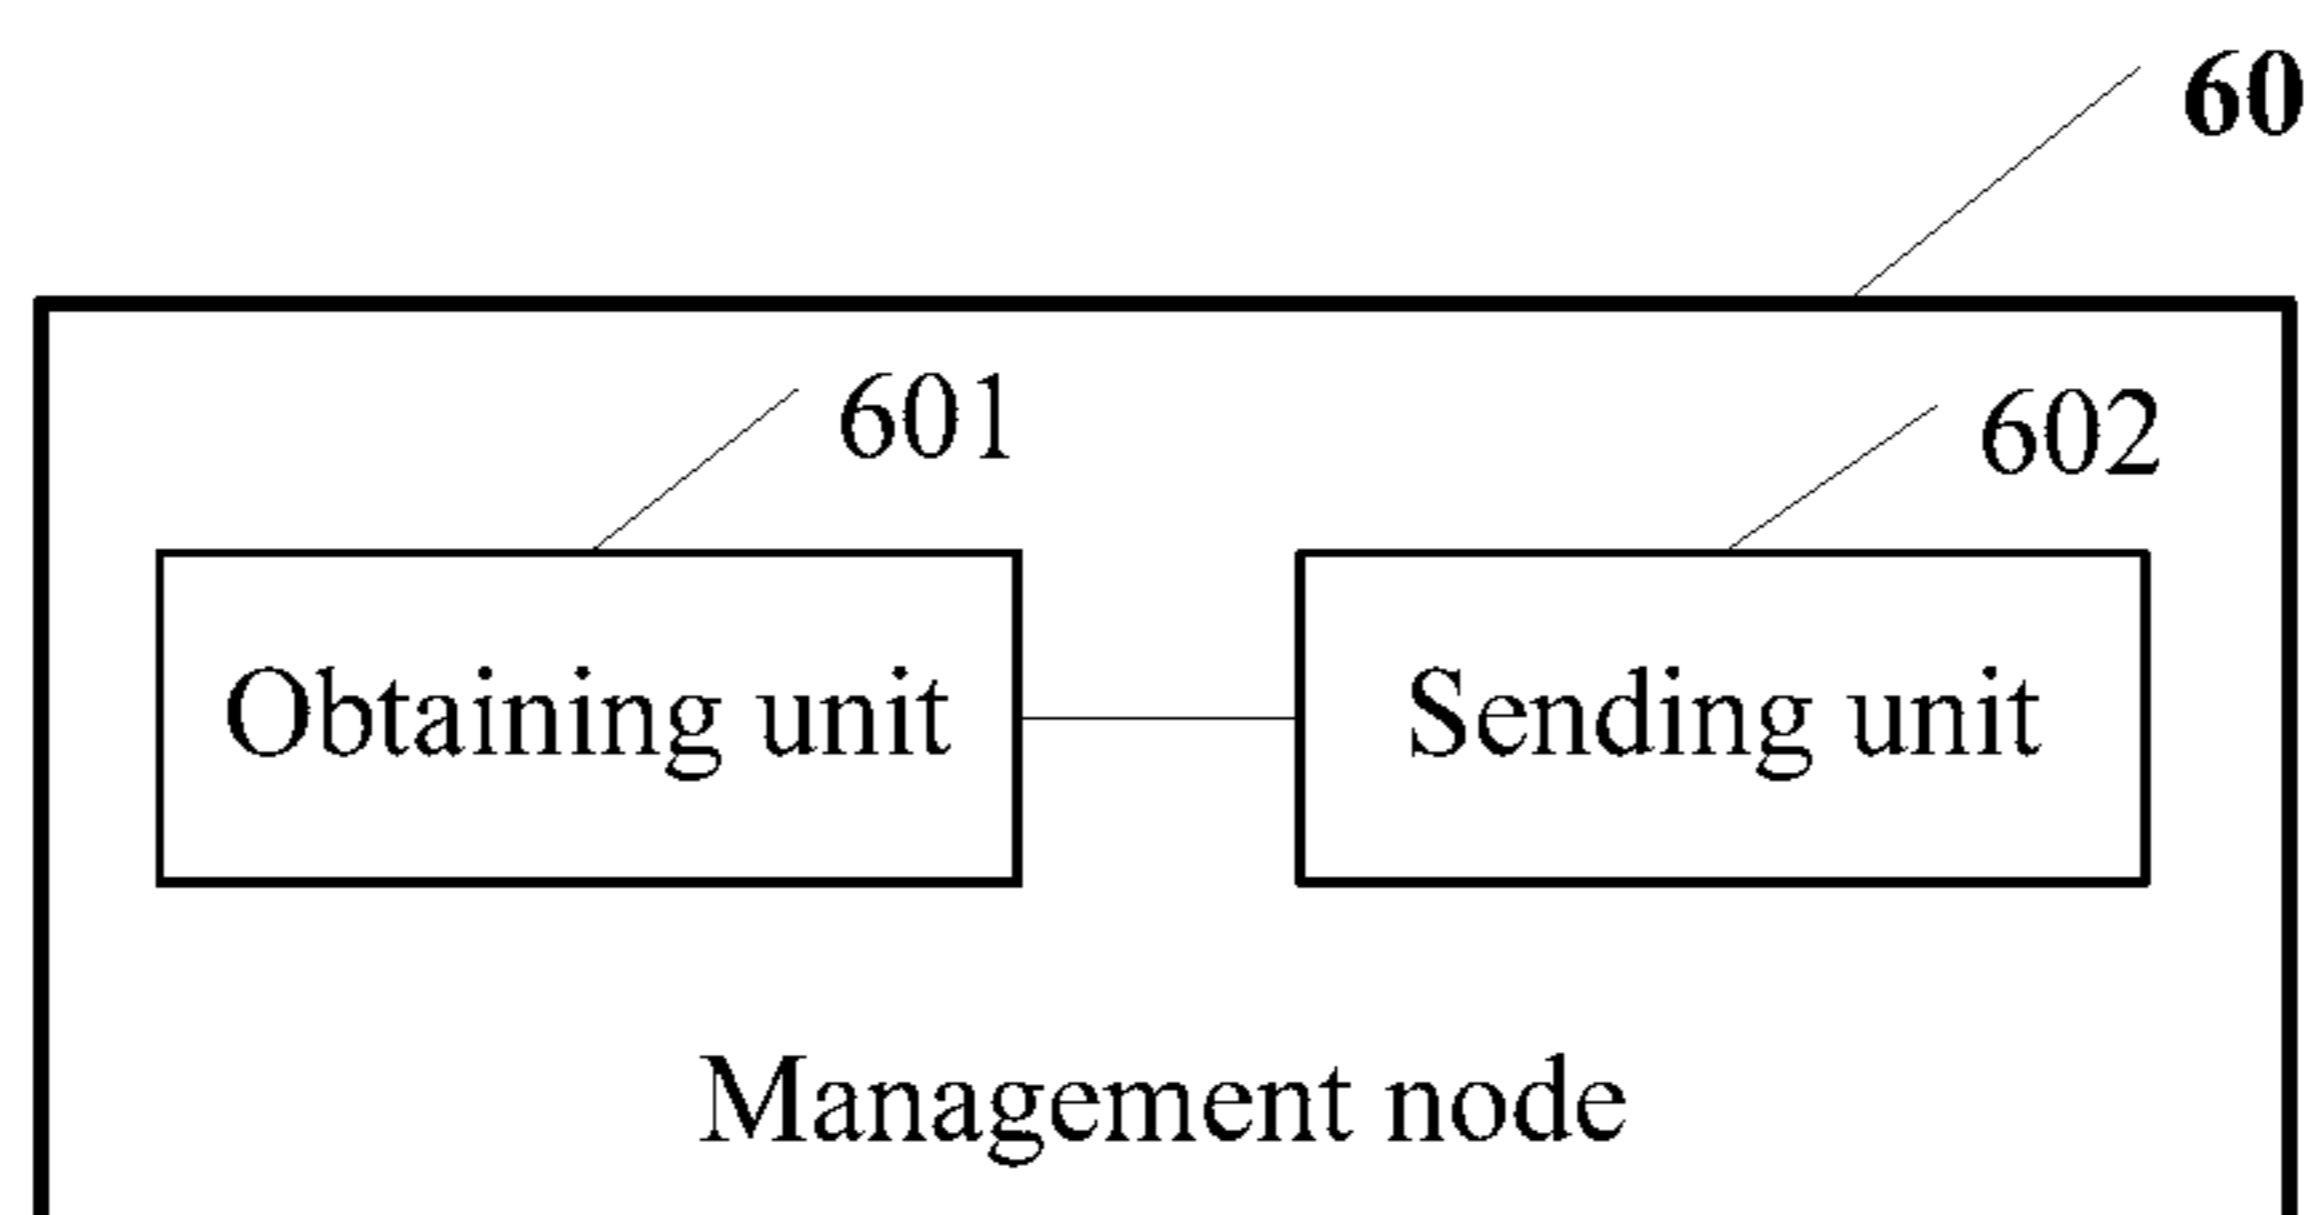 60
601
602
Obtaining unit
Sending unit
Management node